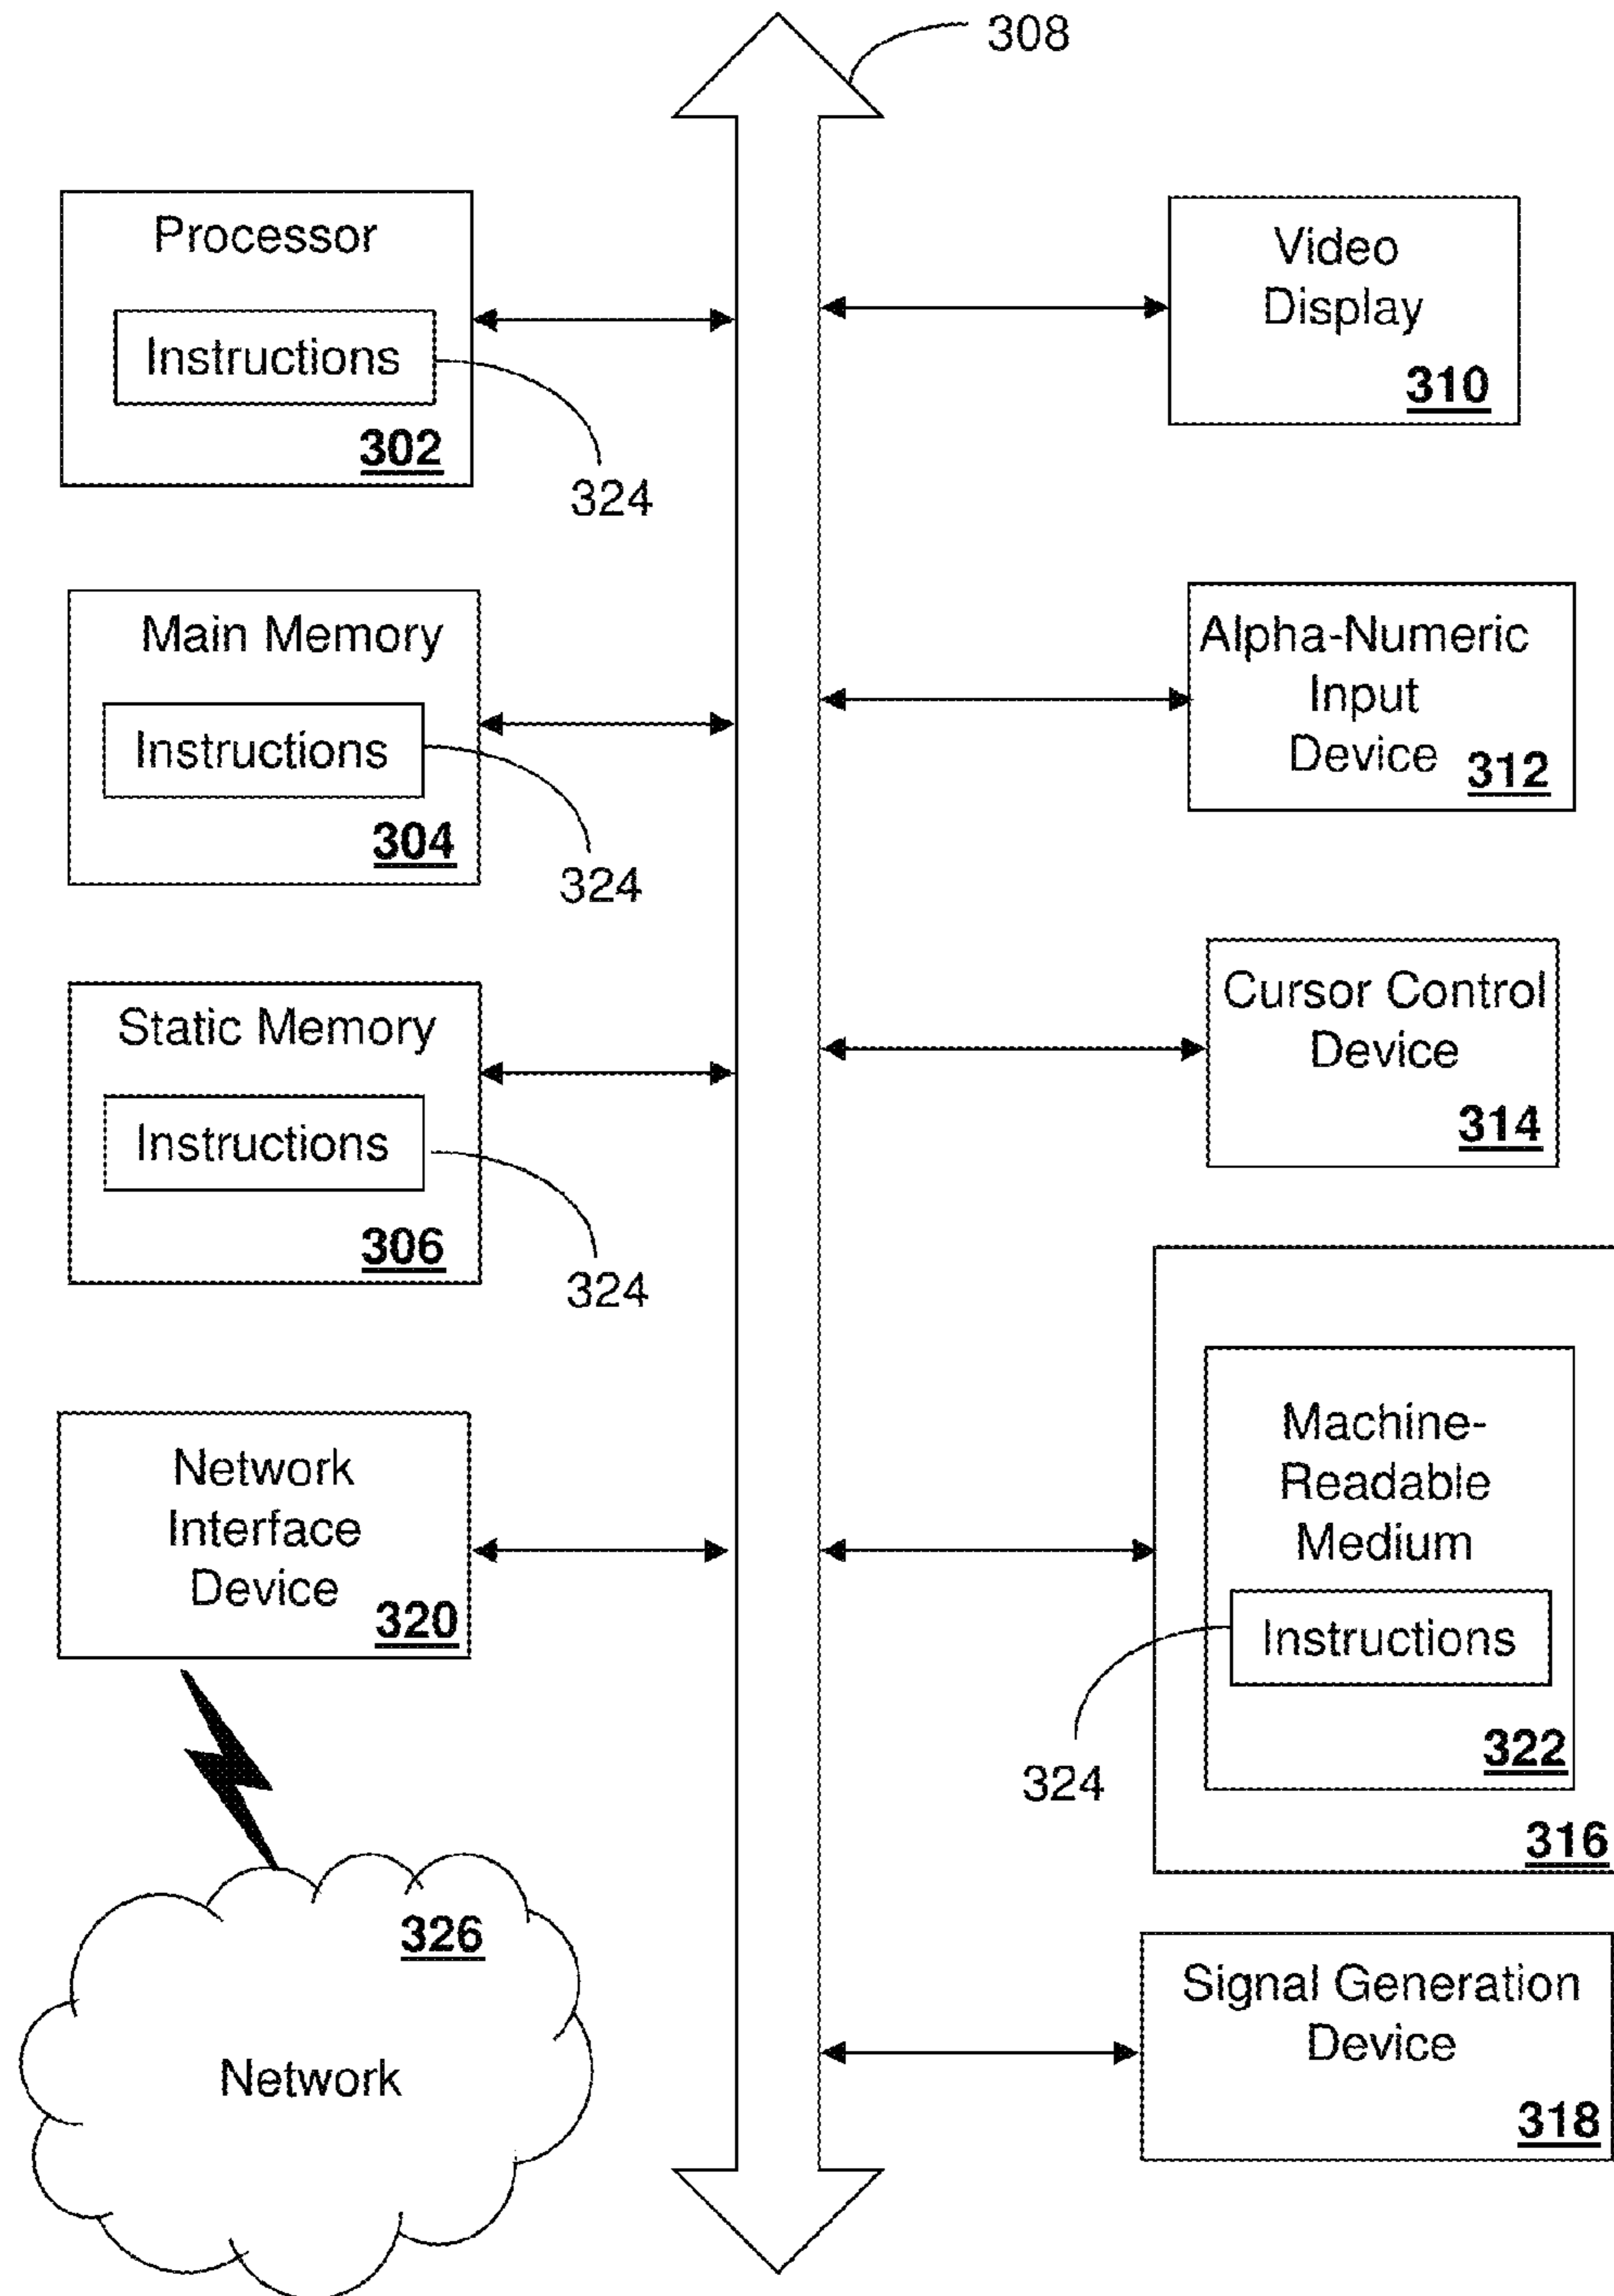 308
Processor
Instructions
302
324
Main Memory
Instructions
304
324
Static Memory
Instructions
306
324
Network
Interface
Device
320
326
Network
Video
Display
310
Alpha-Numeric
Input
Device
312
Cursor Control
Device
314
Machine-
Readable
Medium
Instructions
324
322
316
Signal Generation
Device
318